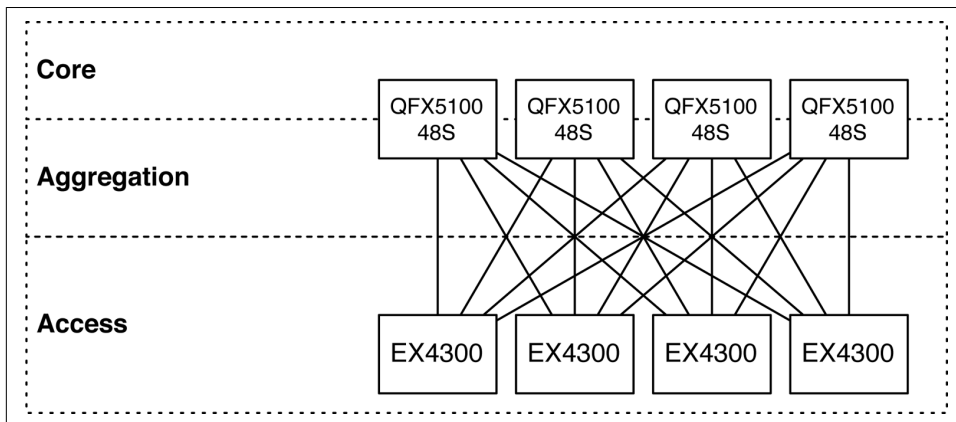 Core
QFX5100
48S
QFX5100
48S
QFX5100
48S
QFX5100
48S
Aggregation
Access
EX4300
EX4300
EX4300
EX4300